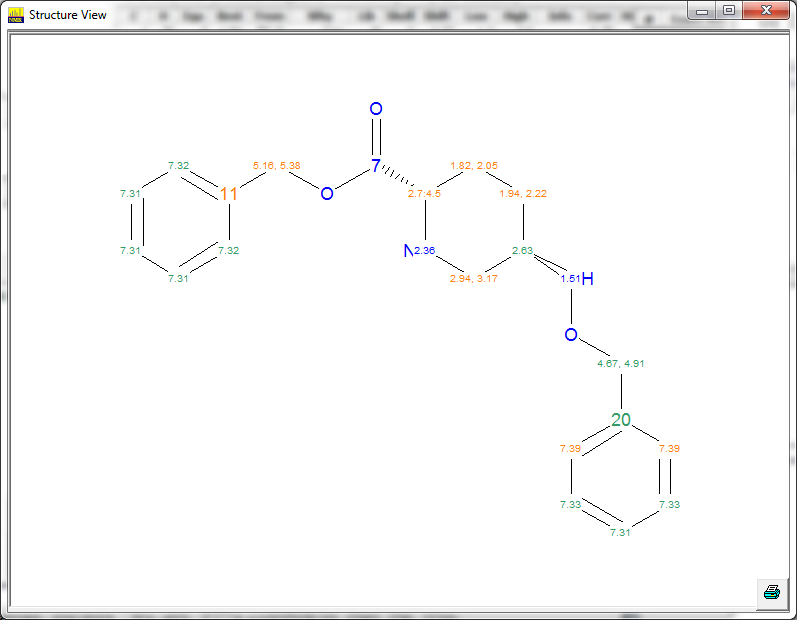 Structure View
NMR
O
7.32 5.16, 5.38 7 1.82, 2.05
7.31 11 O 2.7:4.5 1.94, 2.22
7.31 7.32 N 2.36 2.63
7.31 2.94, 3.17 1.51 H
O
4.67, 4.91
20
7.39 7.39
7.33 7.33
7.31